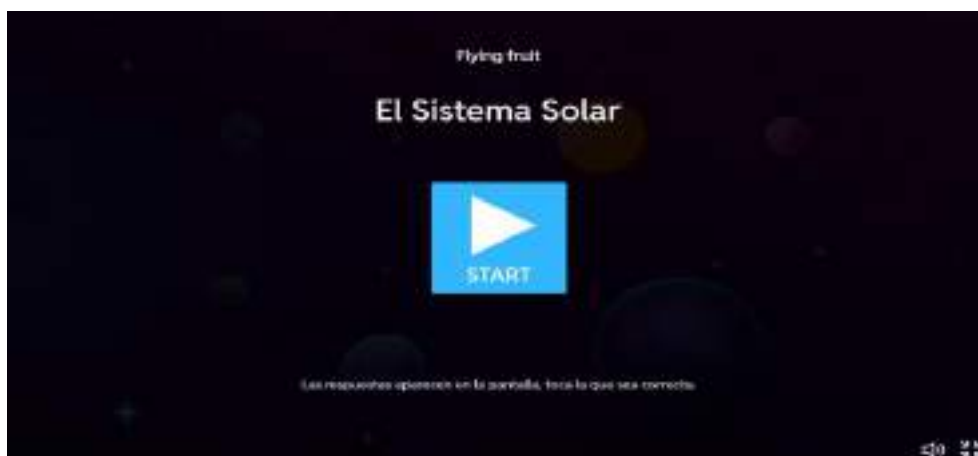 Flying fruit
El Sistema Solar
START
Las respuestas aparecen en la pantalla, toca la que sea correcta.